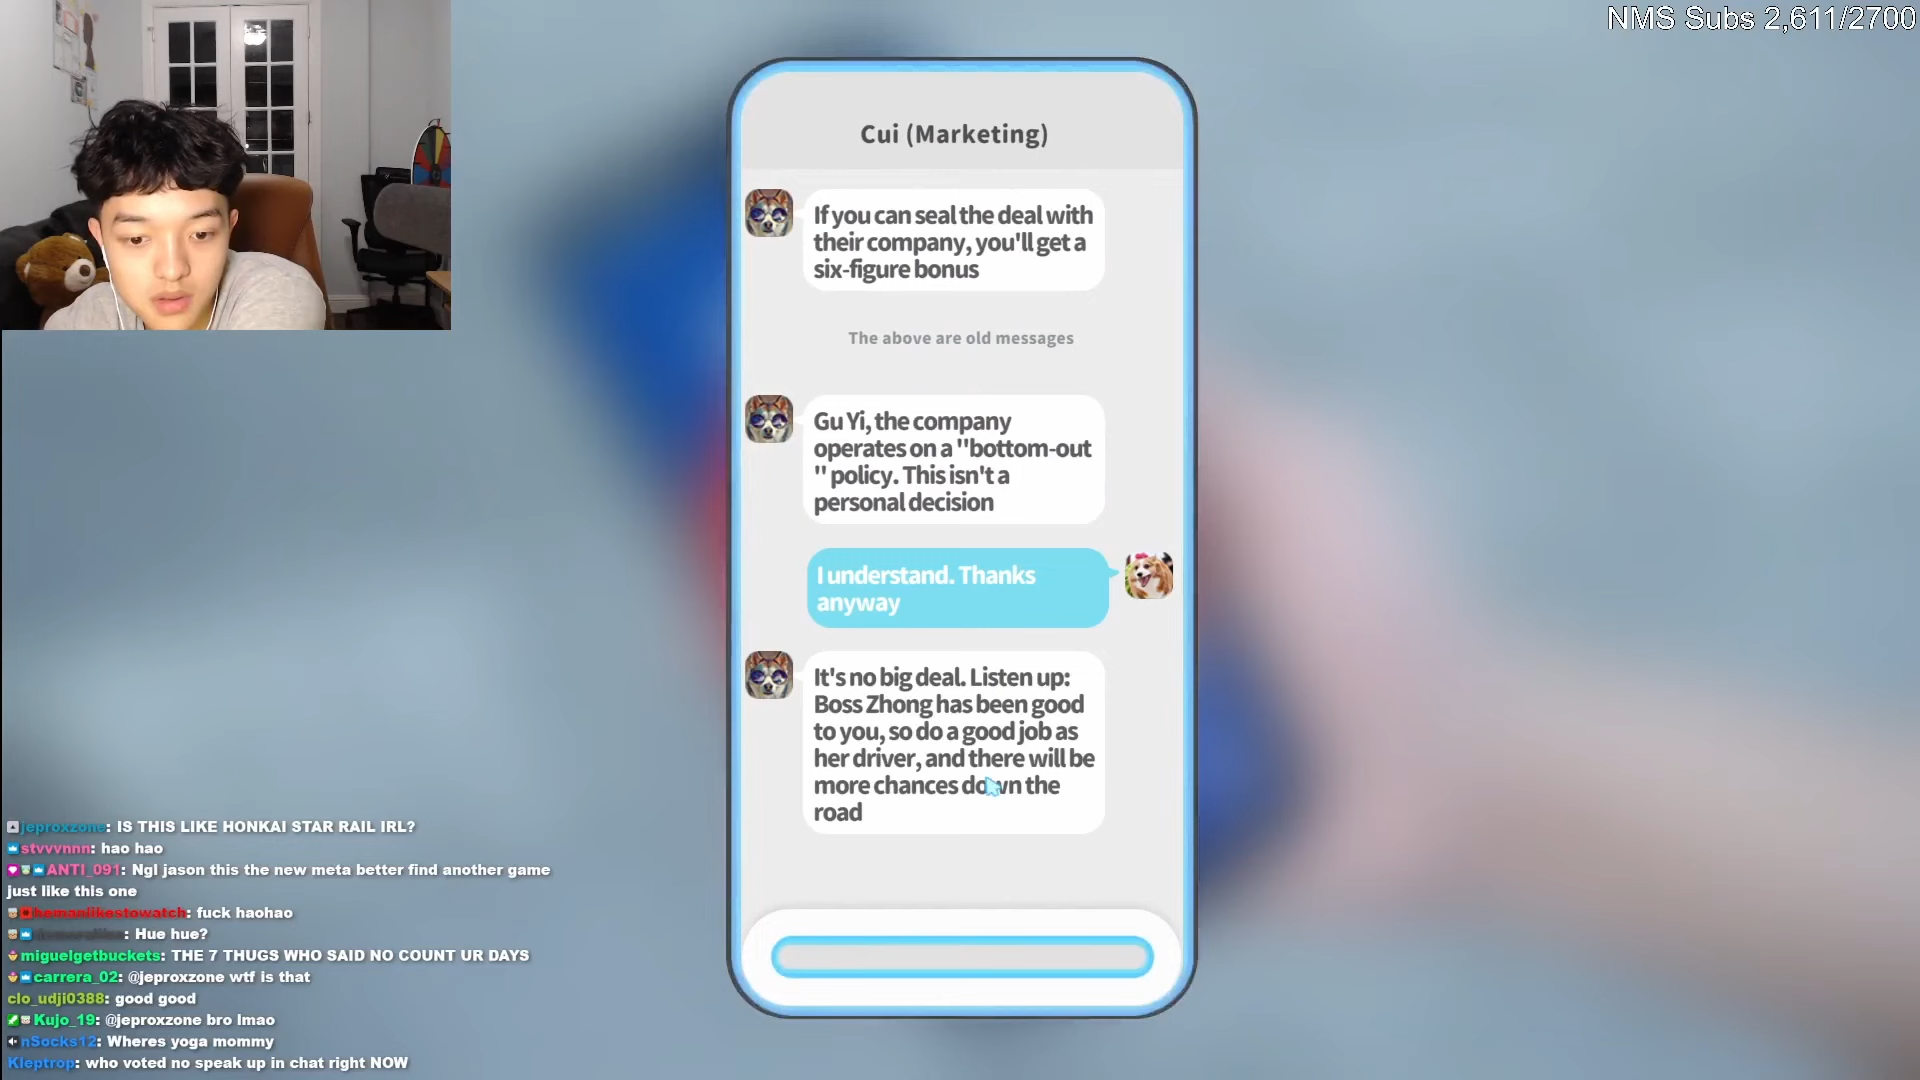 NMS Subs 2,611/2700
Cui (Marketing)
If you can seal the deal with
their company, you'll get a
six-figure bonus
The above are old messages
Gu Yi, the company
operates on a "bottom-out
" policy. This isn't a
personal decision
I understand. Thanks
anyway
It's no big deal. Listen up:
Boss Zhong has been good
to you, so do a good job as
her driver, and there will be
more chances down the
road
jeproxzone: IS THIS LIKE HONKAI STAR RAIL IRL?
stvvvnnn: hao hao
ANTI_091: Ngl jason this the new meta better find another game
just like this one
hemanlikestowatch: fuck haohao
: Hue hue?
miguelgetbuckets: THE 7 THUGS WHO SAID NO COUNT UR DAYS
carrera_02: @jeproxzone wtf is that
clo_udji0388: good good
Kujo_19: @jeproxzone bro lmao
nSocks12: Wheres yoga mommy
Kleptrop: who voted no speak up in chat right NOW